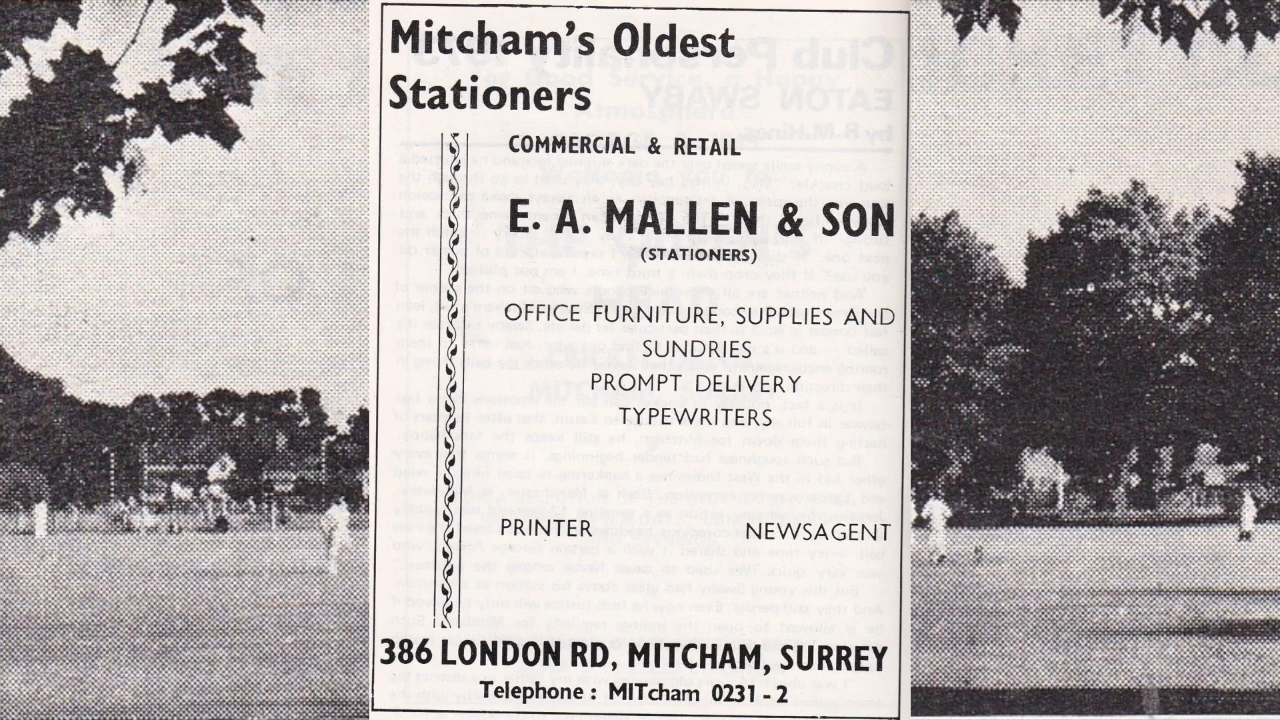 Mitcham's Oldest
Stationers
COMMERCIAL & RETAIL
E. A. MALLEN & SON
(STATIONERS)
OFFICE FURNITURE, SUPPLIES AND
SUNDRIES
PROMPT DELIVERY
TYPEWRITERS
PRINTER NEWSAGENT
386 LONDON RD, MITCHAM, SURREY
Telephone : MITcham 0231 - 2